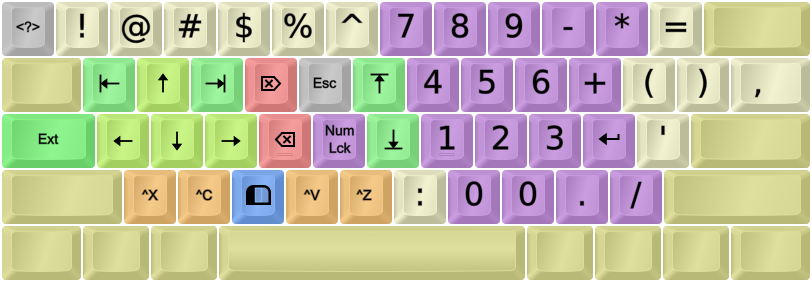 <?> ! @ # $ % ^ 7 8 9 - * =
Esc 4 5 6 + ( ) ,
Ext Num Lck 1 2 3 '
^X ^C ^V ^Z : 0 0 . /